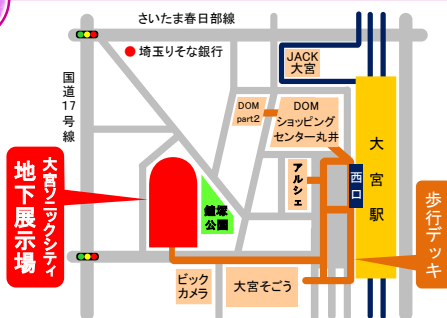 さいたま春日部線
埼玉りそな銀行
国道17号線
JACK
大宮
DOM
part2
DOM
ショッピング
センター丸井
大宮駅
西口
アルシェ
鐘塚
公園
大宮ソニックシティ
地下展示場
歩行デッキ
ビック
カメラ
大宮そごう